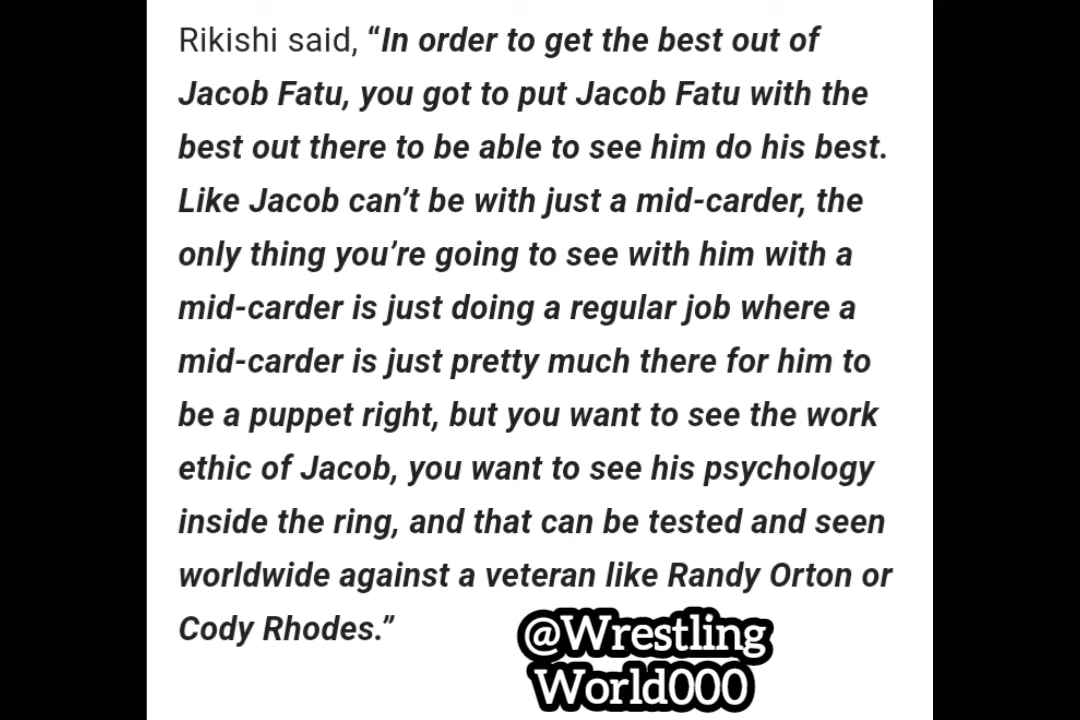 Rikishi said, “In order to get the best out of
Jacob Fatu, you got to put Jacob Fatu with the
best out there to be able to see him do his best.
Like Jacob can’t be with just a mid-carder, the
only thing you’re going to see with him with a
mid-carder is just doing a regular job where a
mid-carder is just pretty much there for him to
be a puppet right, but you want to see the work
ethic of Jacob, you want to see his psychology
inside the ring, and that can be tested and seen
worldwide against a veteran like Randy Orton or
Cody Rhodes.”
@Wrestling
World000